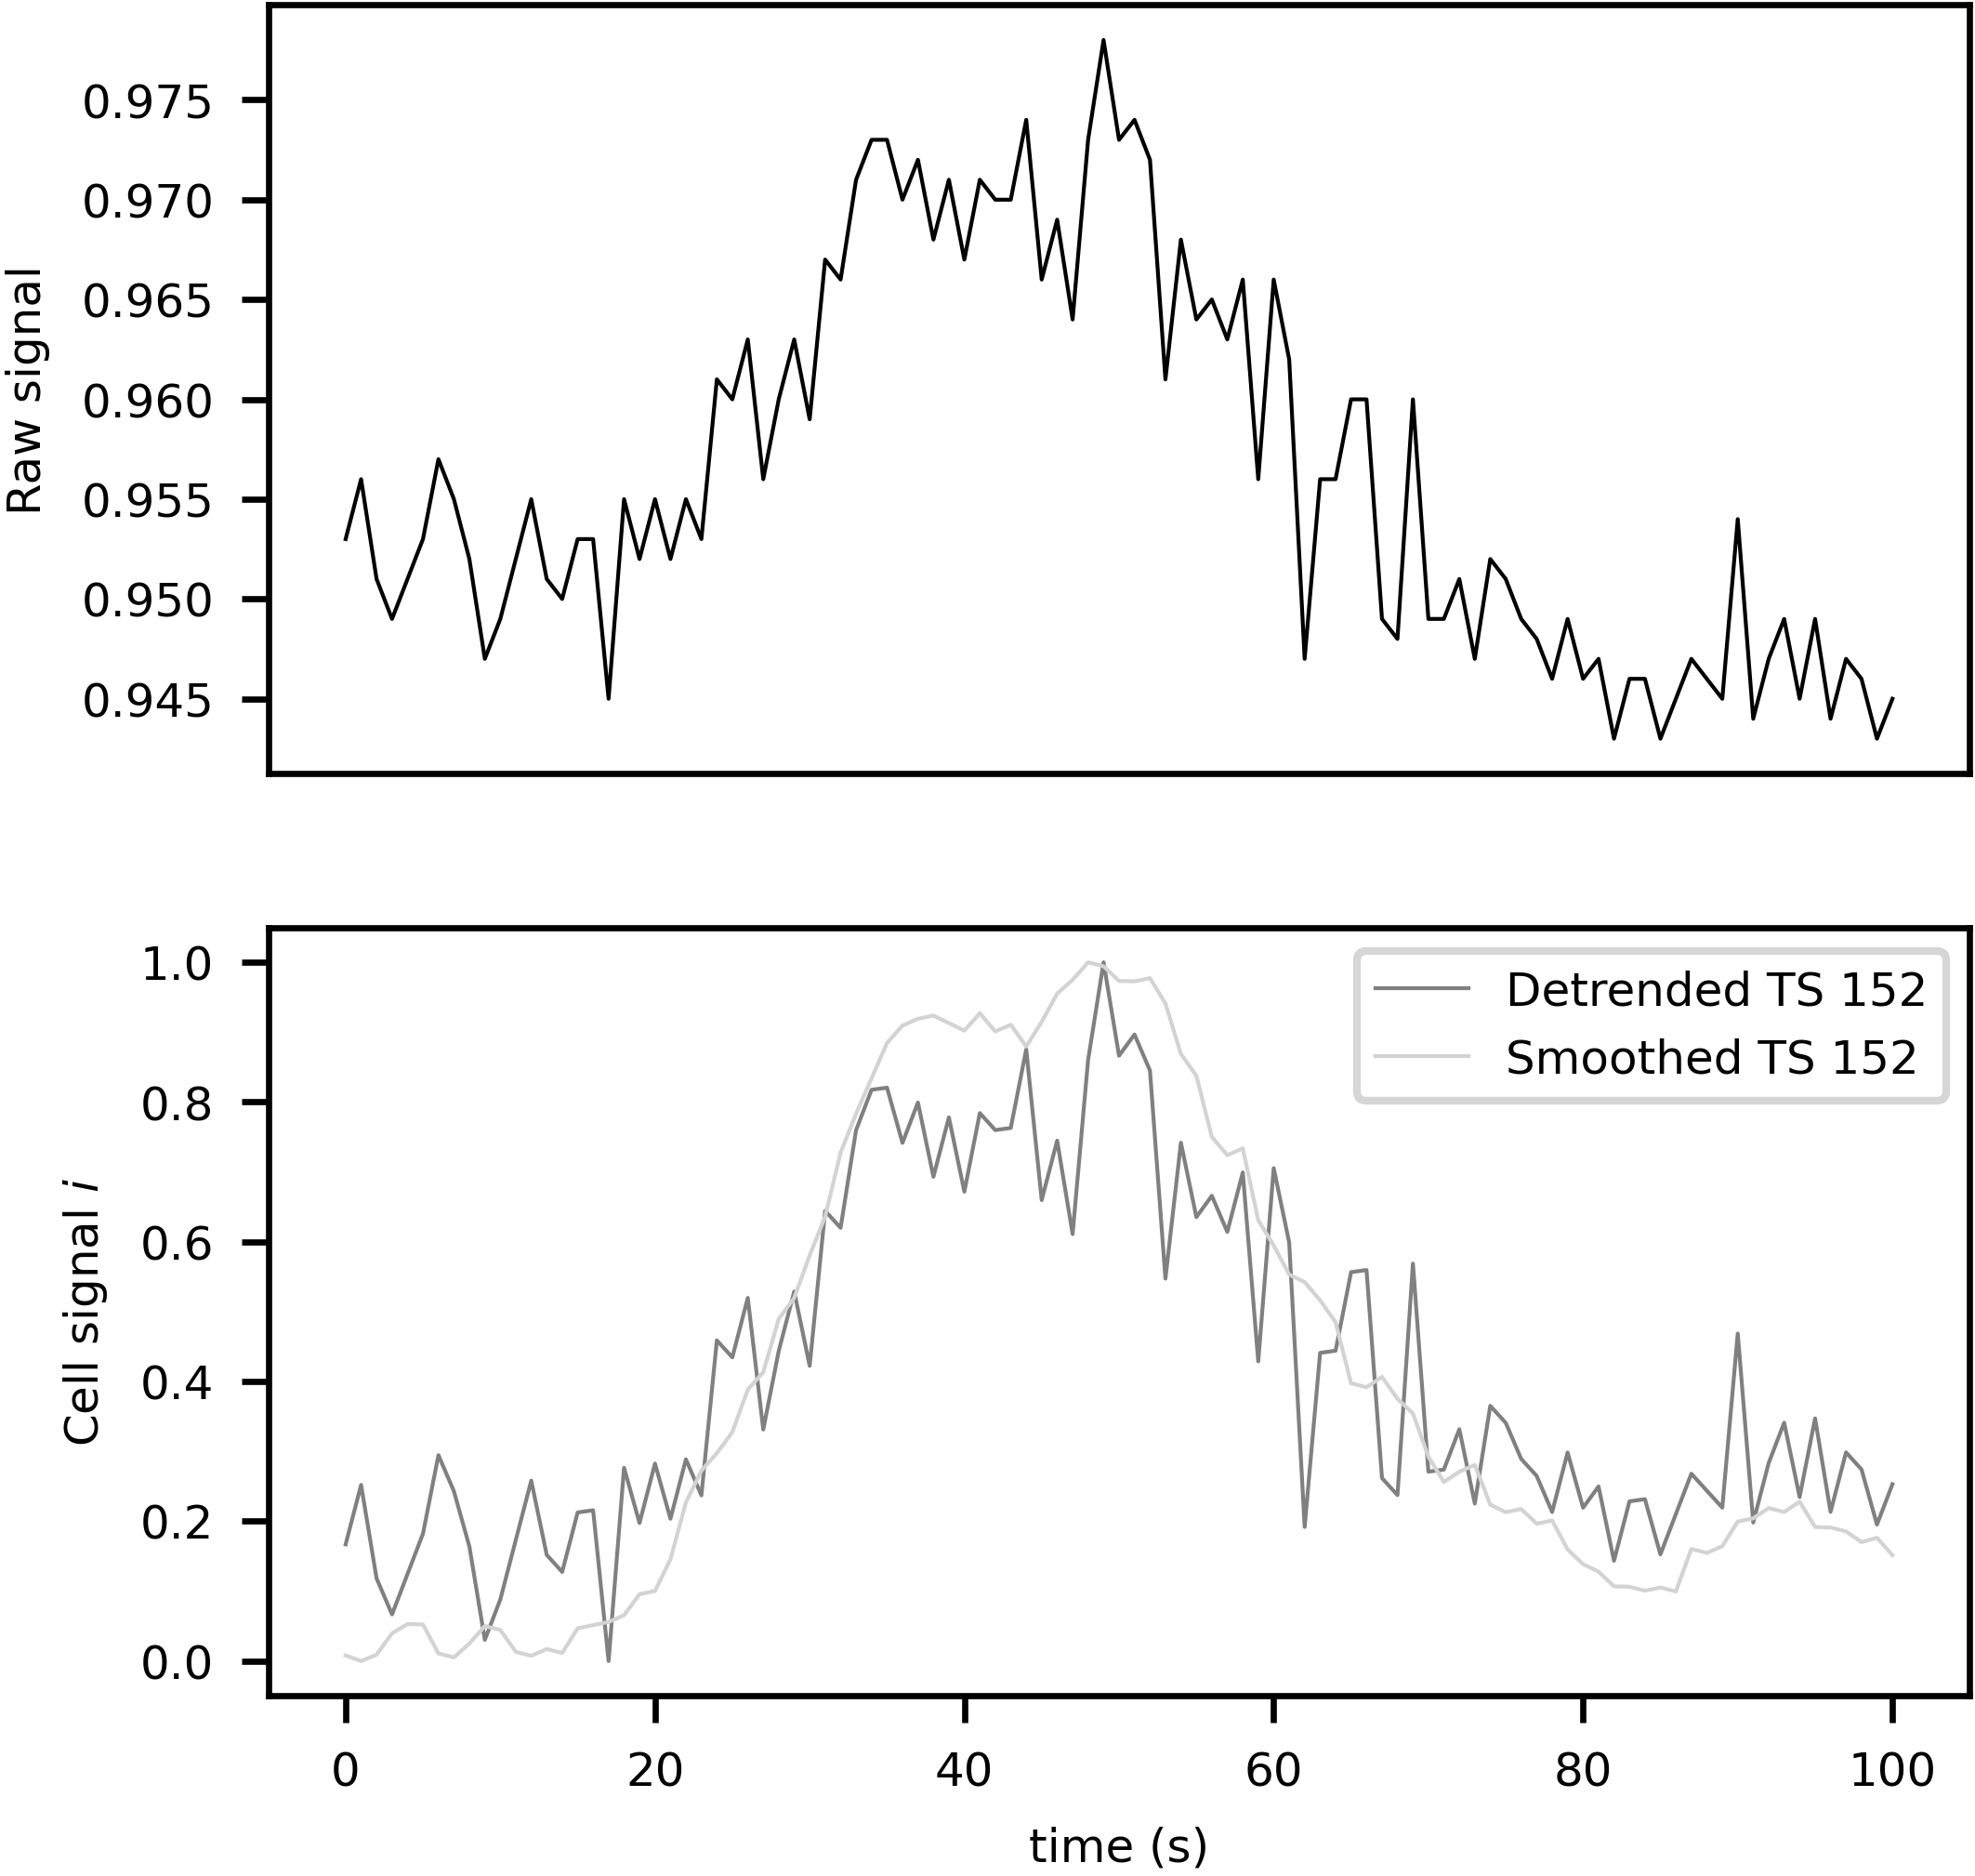 0.975
0.970
0.965
0.960
0.955
0.950
0.945
Raw signal
1.0
0.8
0.6
0.4
0.2
0.0
Cell signal i
Detrended TS 152
Smoothed TS 152
0 20 40 60 80 100
time (s)